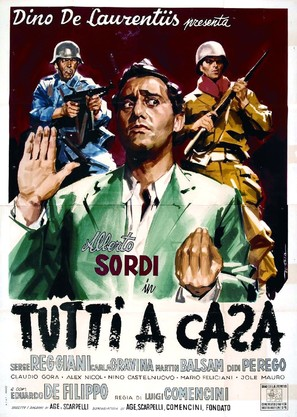 Dino De Laurentiis presenta
Alberto
SORDI
in
TUTTI A CASA
SERGE REGGIANI CARLA GRAVINA MARTIN BALSAM DIDI PEREGO
CLAUDIO GORA · ALEX NICOL · NINO CASTELNUOVO · MARIO FELICIANI · JOLE MAURO
EDUARDO DE FILIPPO REGIA DI LUIGI COMENCINI
AGE, SCARPELLI AGE, SCARPELLI, COMENCINI, FONDATO